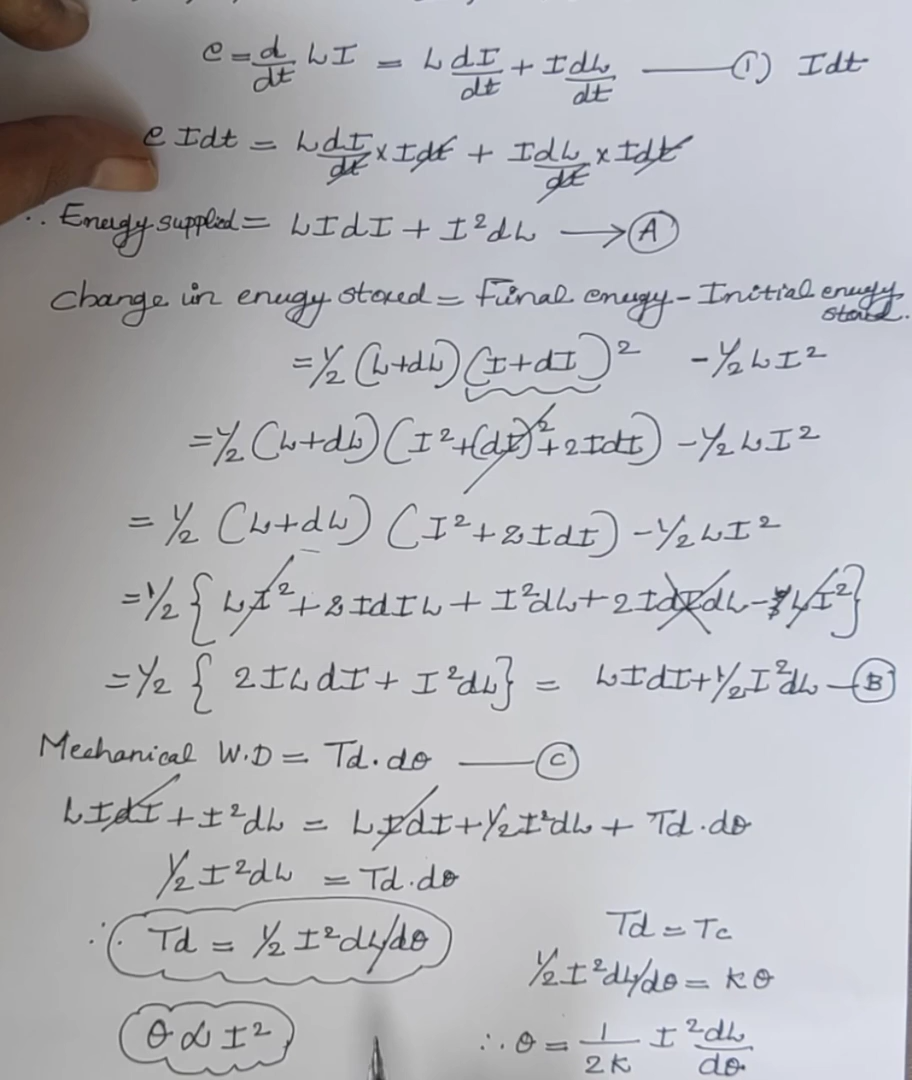 e = d/dt LI = L dI/dt + I dL/dt ——— (1) Idt
e Idt = L dI/dt × Idt + I dL/dt × Idt
∴ Energy supplied = LIdI + I²dL → (A)
Change in energy stored = Final energy - Initial energy stored.
= 1/2 (L+dL) (I+dI)² - 1/2 LI²
= 1/2 (L+dL) (I²+(dI)²+2IdI) - 1/2 LI²
= 1/2 (L+dL) (I²+2IdI) - 1/2 LI²
= 1/2 { LI² + 2IdIL + I²dL + 2IdIdL - LI² }
= 1/2 { 2ILdI + I²dL } = LIdI + 1/2 I²dL — (B)
Mechanical W.D = Td.dθ ——— (C)
LIdI + I²dL = LIdI + 1/2 I²dL + Td.dθ
1/2 I²dL = Td.dθ
∴ Td = 1/2 I² dL/dθ
θ ∝ I²
Td = Tc
1/2 I² dL/dθ = kθ
∴ θ = 1/2K I² dL/dθ